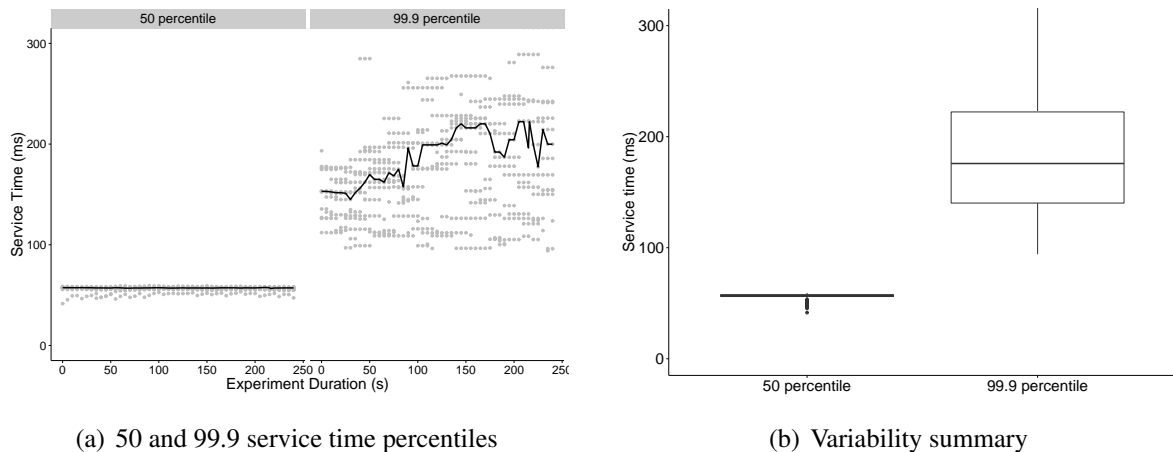 50 percentile
99.9 percentile
Service Time (ms)
300
200
100
0
0
50
100
150
200
250
0
50
100
150
200
250
Experiment Duration (s)
(a) 50 and 99.9 service time percentiles
Service time (ms)
300
200
100
0
50 percentile
99.9 percentile
(b) Variability summary